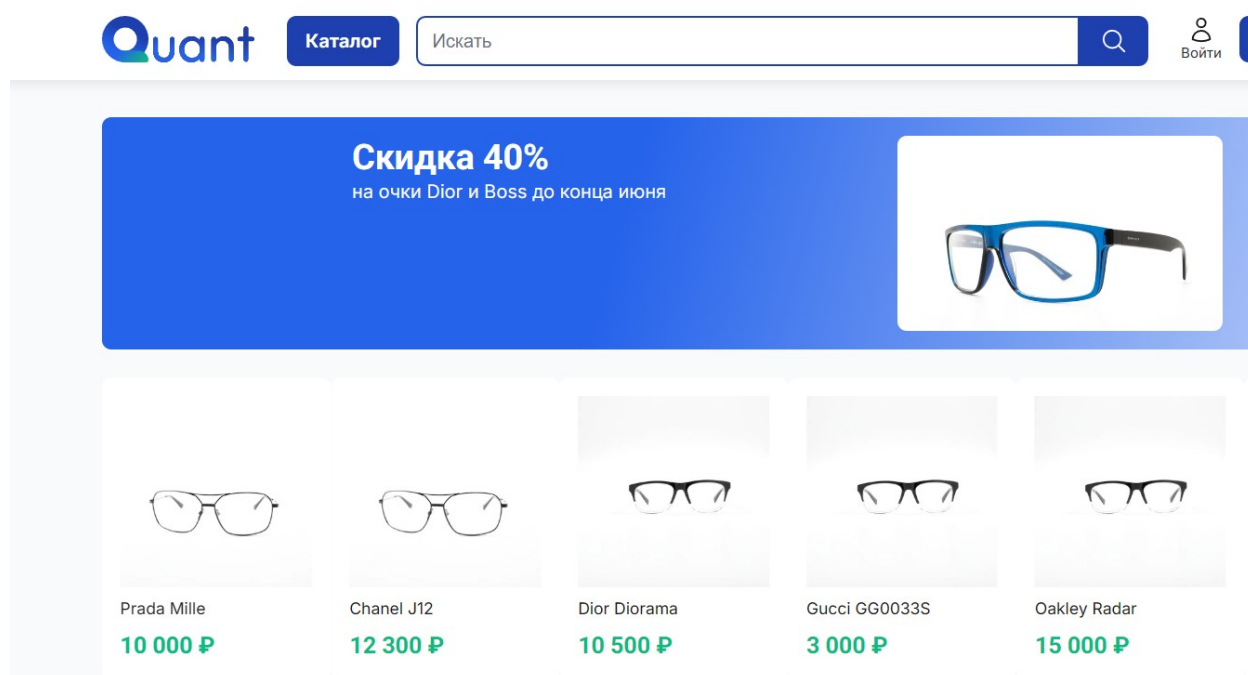 Quant
Каталог
Искать
Войти
Скидка 40%
на очки Dior и Boss до конца июня
Prada Mille
Chanel J12
Dior Diorama
Gucci GG0033S
Oakley Radar
10 000 ₽
12 300 ₽
10 500 ₽
3 000 ₽
15 000 ₽